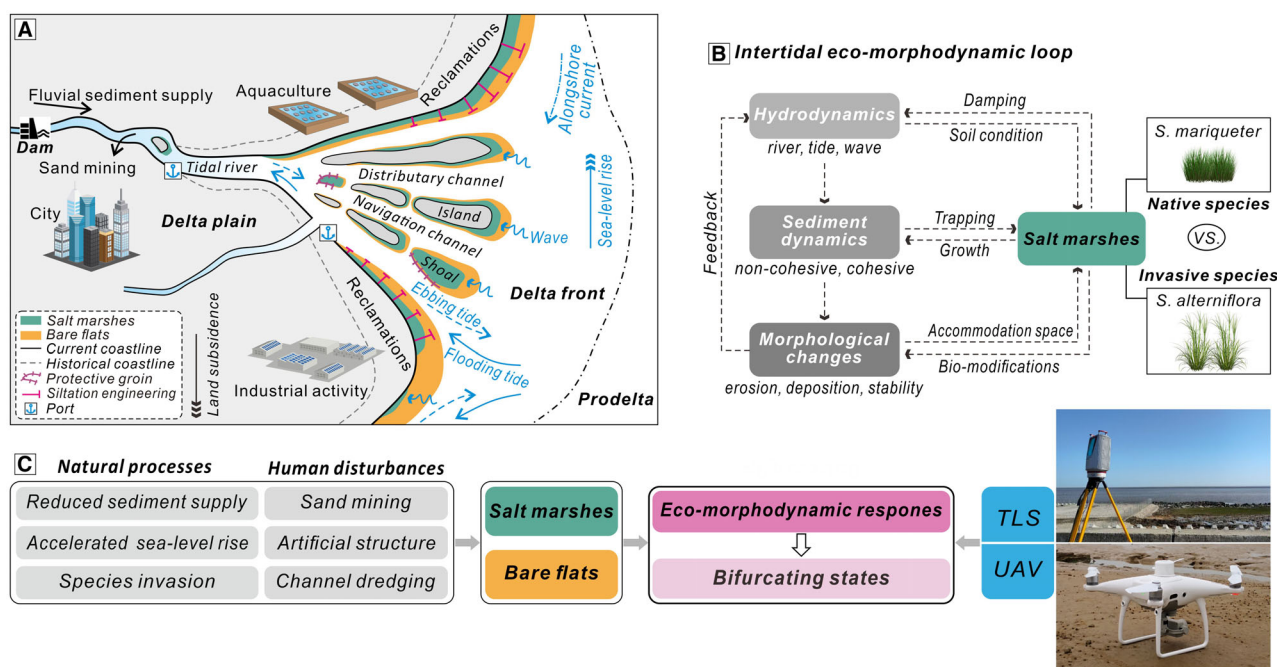 A
Fluvial sediment supply
Dam
Sand mining
Tidal river
City
Delta plain
Aquaculture
Reclamations
Alongshore
current
Distributary channel
Navigation channel
Island
Wave
Sea-level rise
Shoal
Delta front
Ebbing tide
Flooding tide
Prodelta
Reclamations
Industrial activity
Land subsidence
Salt marshes
Bare flats
Current coastline
Historical coastline
Protective groin
Siltation engineering
Port
B Intertidal eco-morphodynamic loop
Hydrodynamics
river, tide, wave
Damping
Soil condition
Feedback
Sediment
dynamics
non-cohesive, cohesive
Trapping
Growth
Salt marshes
Morphological
changes
erosion, deposition, stability
Accommodation space
Bio-modifications
S. mariqueter
Native species
VS.
Invasive species
S. alterniflora
C
Natural processes
Reduced sediment supply
Accelerated sea-level rise
Species invasion
Human disturbances
Sand mining
Artificial structure
Channel dredging
Salt marshes
Bare flats
Eco-morphodynamic respones
Bifurcating states
TLS
UAV